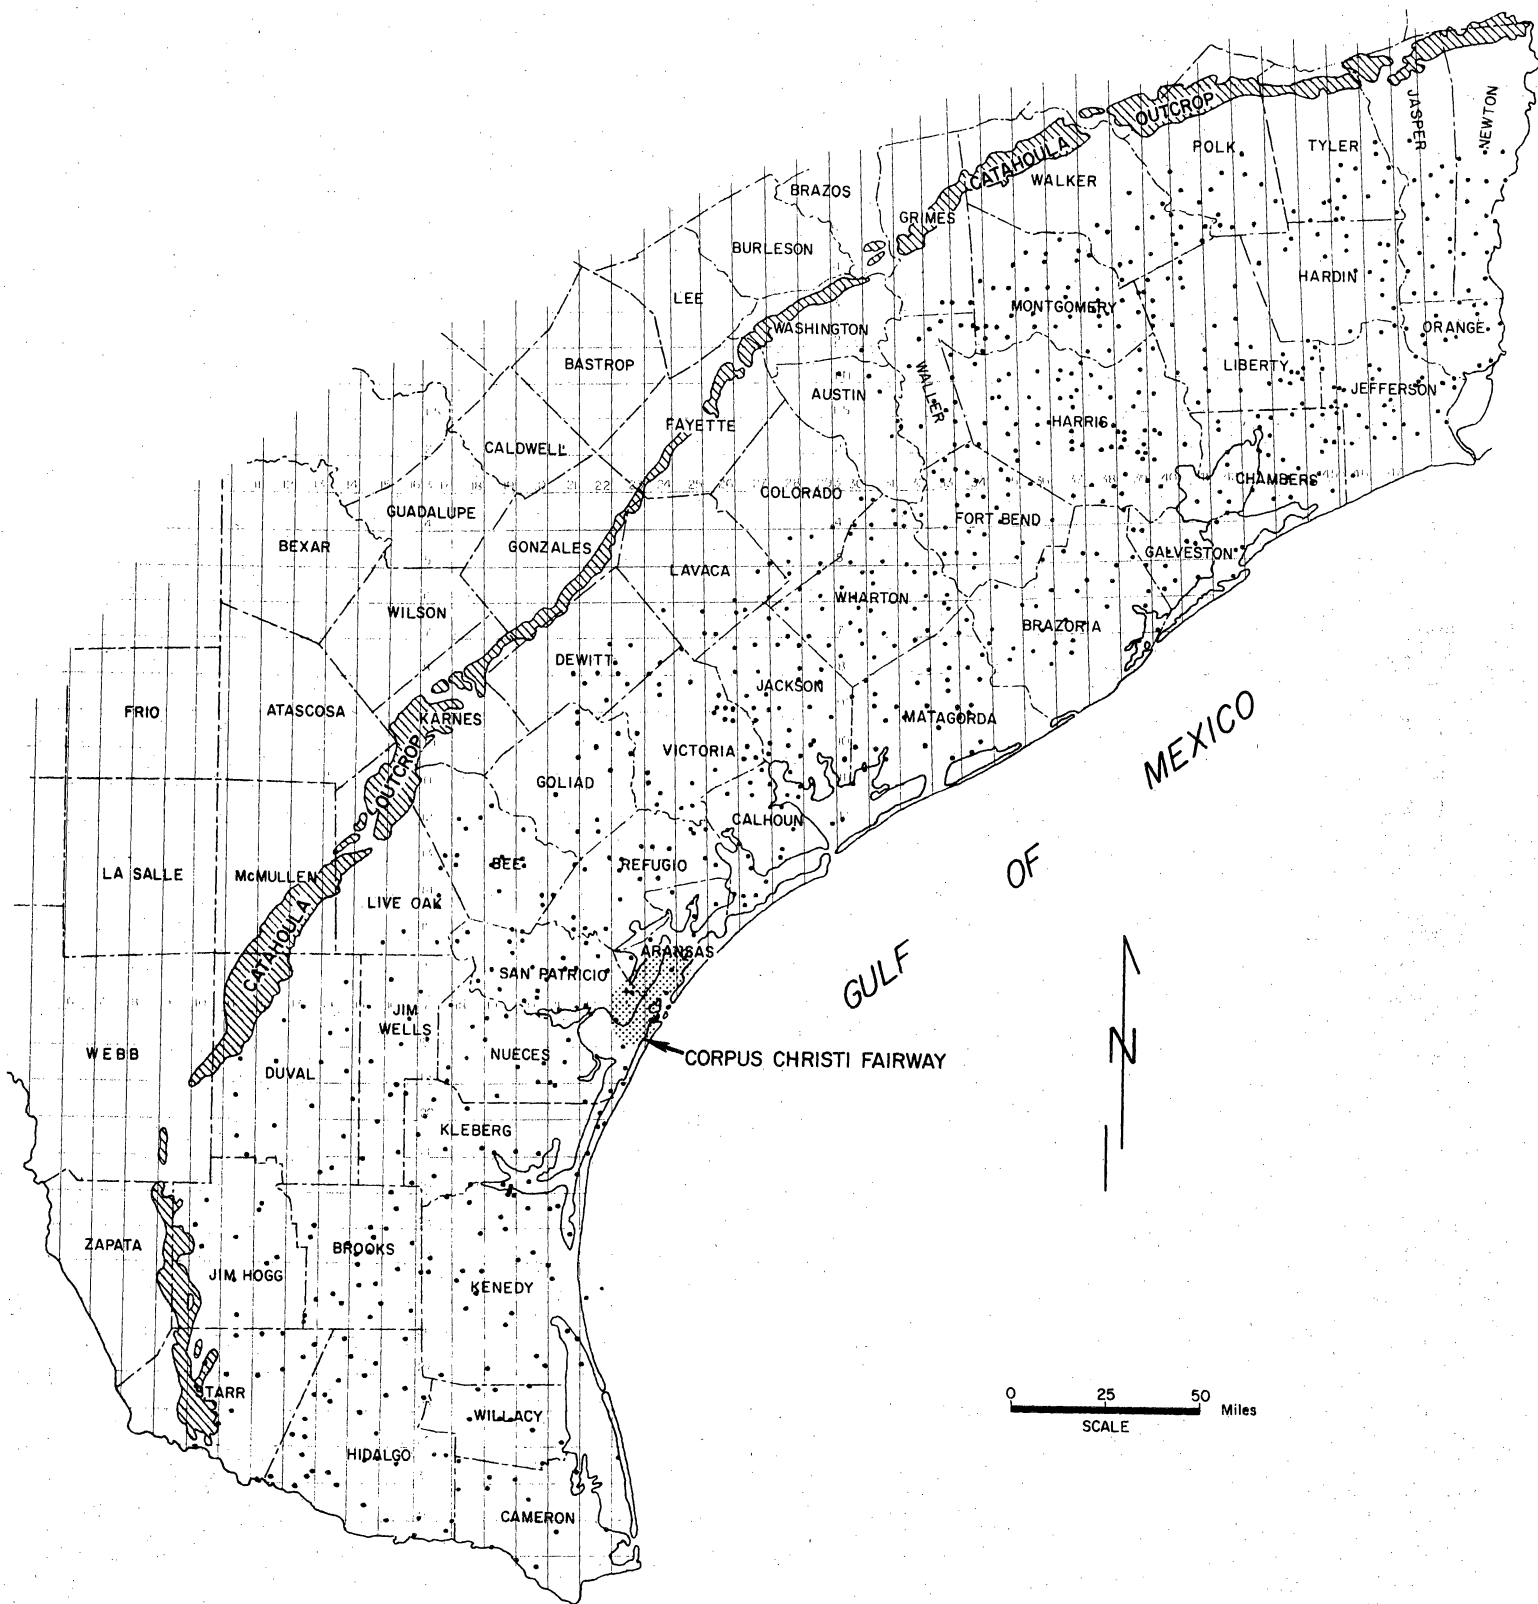 JASPER
NEWTON
OUTCROP
POLK
TYLER
CATAHOULA
WALKER
BRAZOS
GRIMES
BURLESON
HARDIN
LEE
MONTGOMERY
WASHINGTON
ORANGE
BASTROP
LIBERTY
WALLER
AUSTIN
JEFFERSON
FAYETTE
HARRIS
CALDWELL
CHAMBERS
COLORADO
GUADALUPE
FORT BEND
BEXAR
GONZALES
GALVESTON
LAVACA
WHARTON
WILSON
BRAZORIA
DEWITT
JACKSON
FRIO
ATASCOSA
KARNES
MATAGORDA
VICTORIA
MEXICO
OUTCROP
GOLIAD
CALHOUN
LA SALLE
McMULLEN
BEE
REFUGIO
OF
LIVE OAK
CATAHOULA
ARANSAS
SAN PATRICIO
GULF
JIM
WELLS
N
WEBB
NUECES
CORPUS CHRISTI FAIRWAY
DUVAL
KLEBERG
ZAPATA
BROOKS
JIM HOGG
KENEDY
STARR
0 25 50 Miles
SCALE
WILLACY
HIDALGO
CAMERON